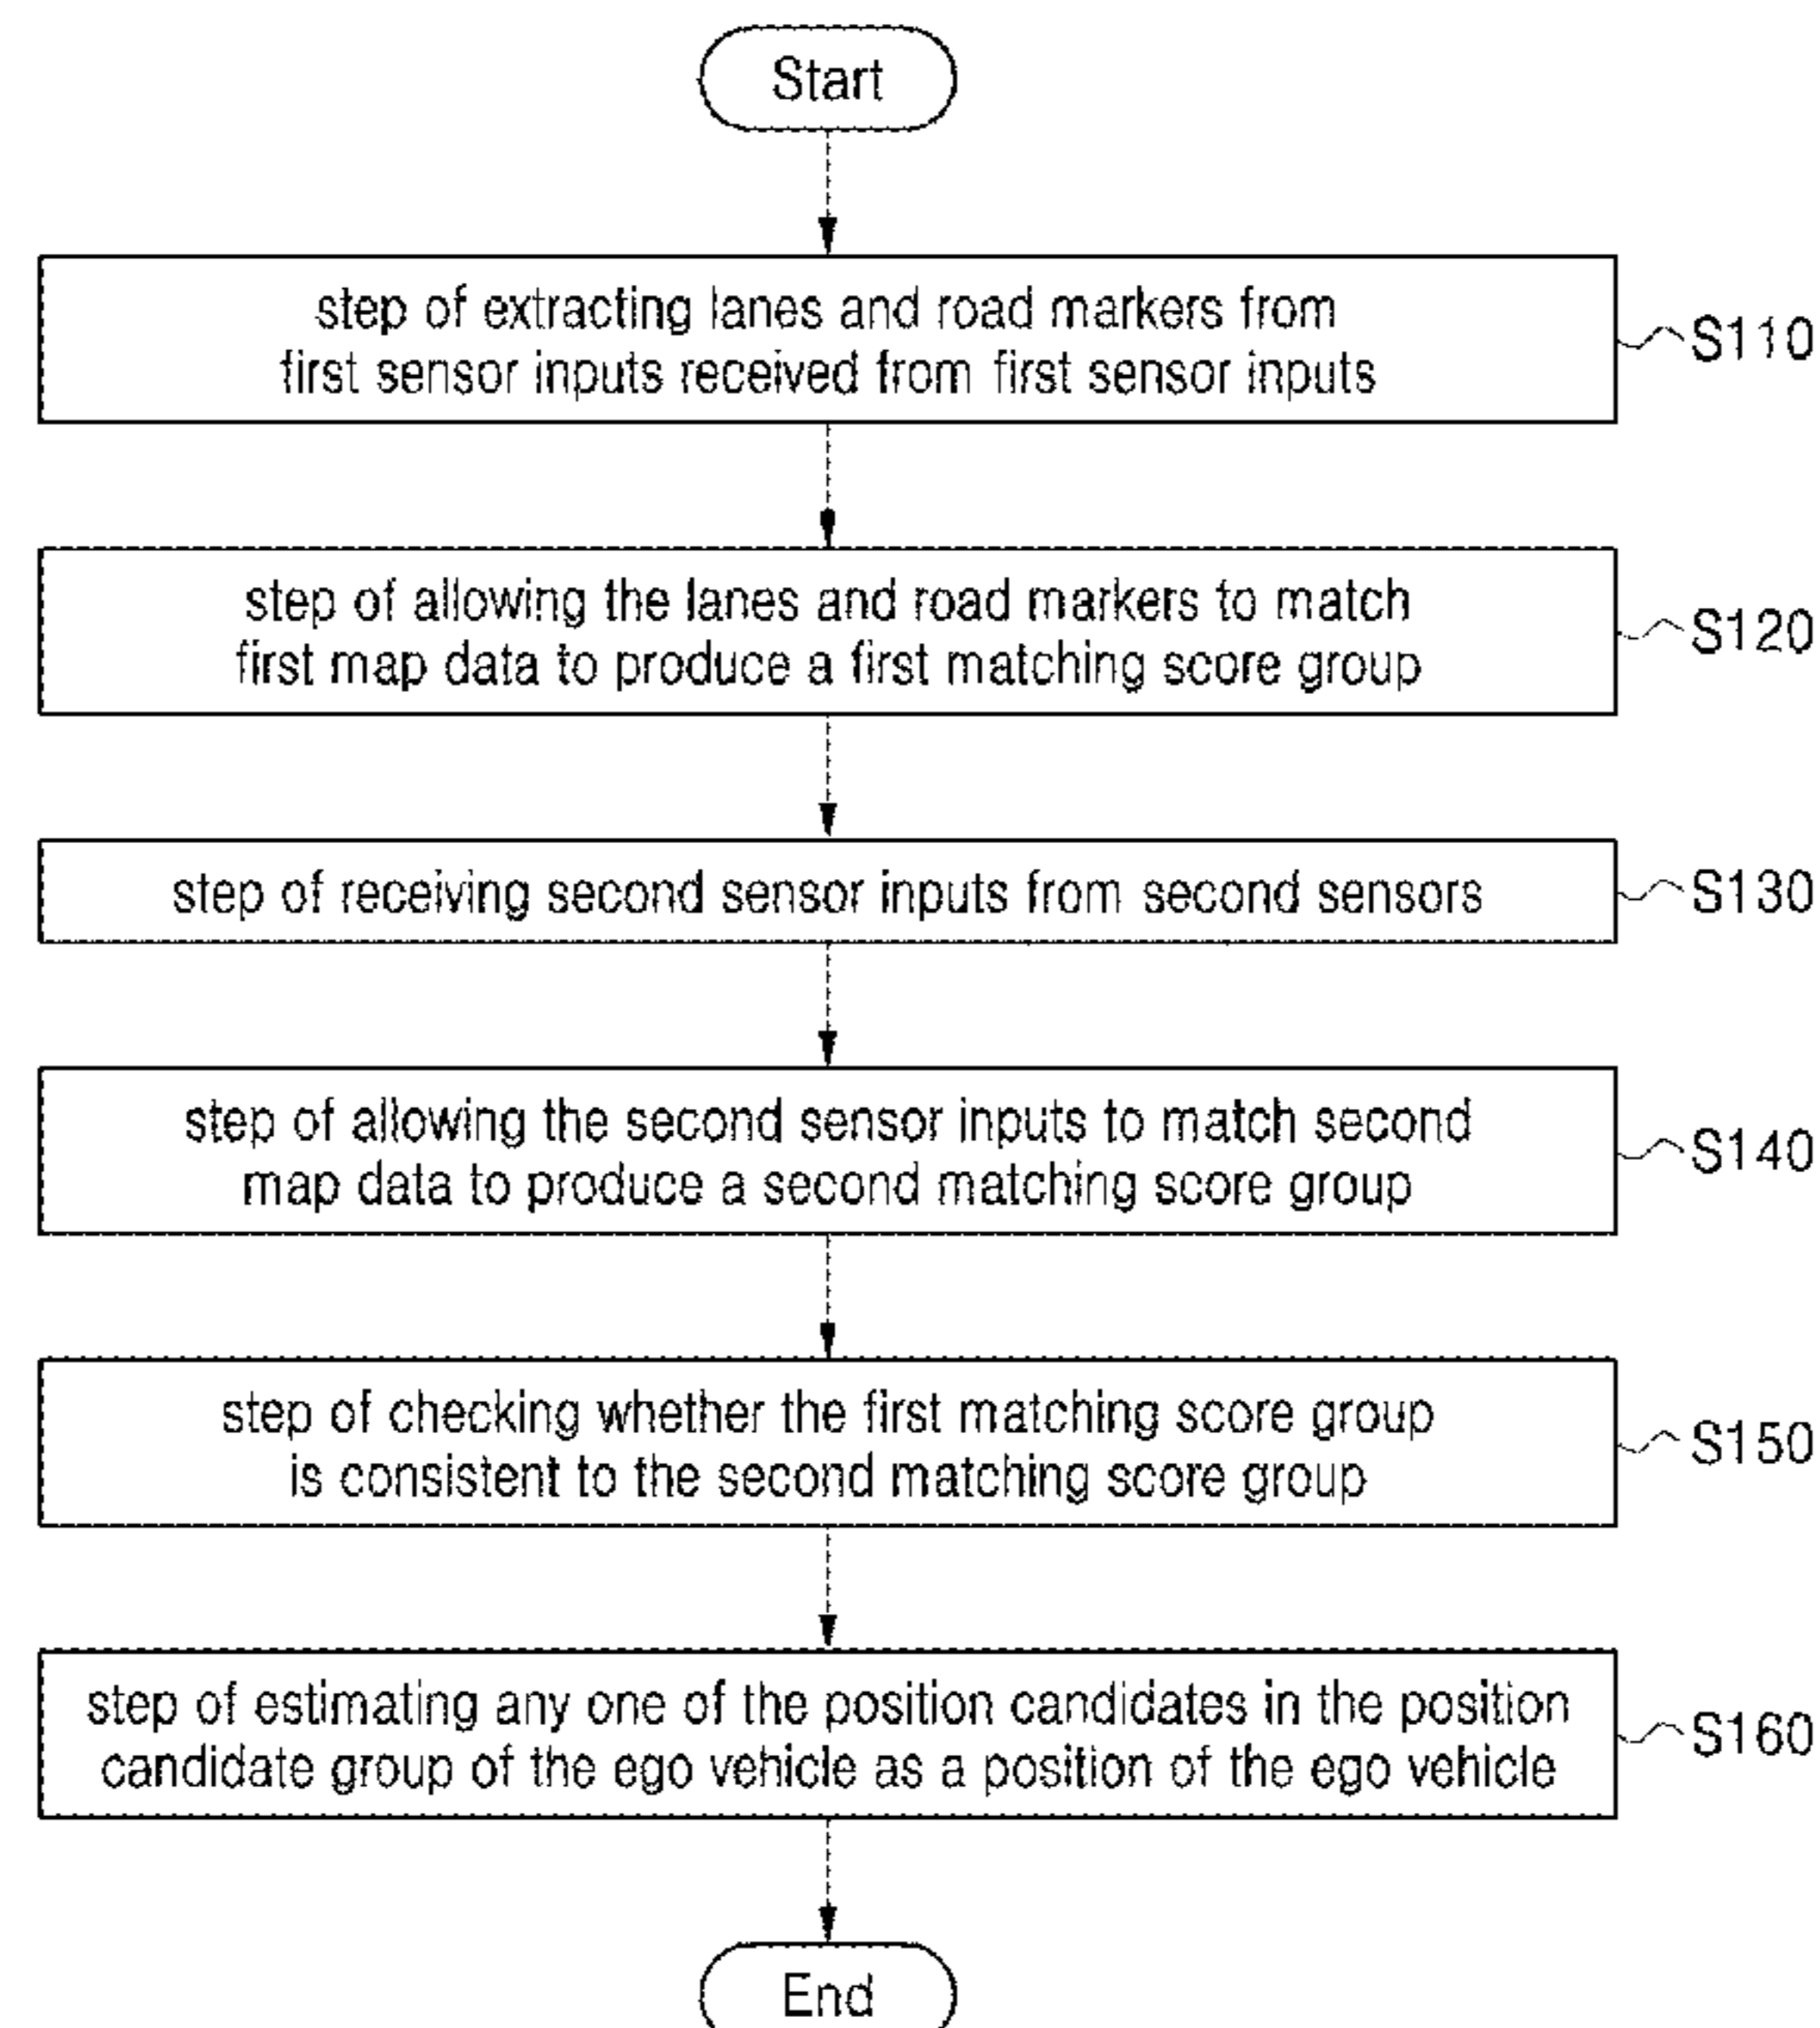 Start
step of extracting lanes and road markers from
first sensor inputs received from first sensor inputs
S110
step of allowing the lanes and road markers to match
first map data to produce a first matching score group
S120
step of receiving second sensor inputs from second sensors
S130
step of allowing the second sensor inputs to match second
map data to produce a second matching score group
S140
step of checking whether the first matching score group
is consistent to the second matching score group
S150
step of estimating any one of the position candidates in the position
candidate group of the ego vehicle as a position of the ego vehicle
S160
End